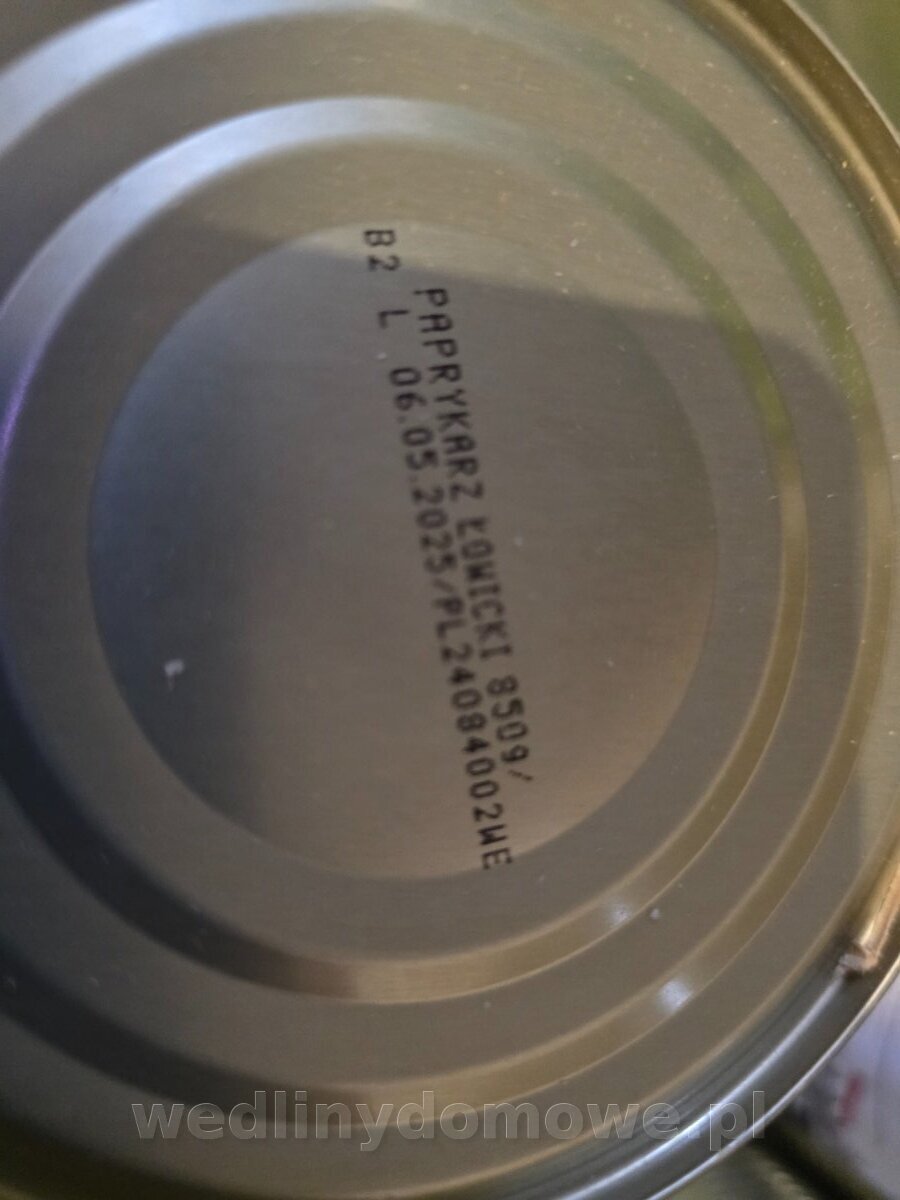 PAPRYKARZ ŁOWICKI 8509/
B2 L 06.05.2025/PL24084002WE
wedlinydomowe.pl